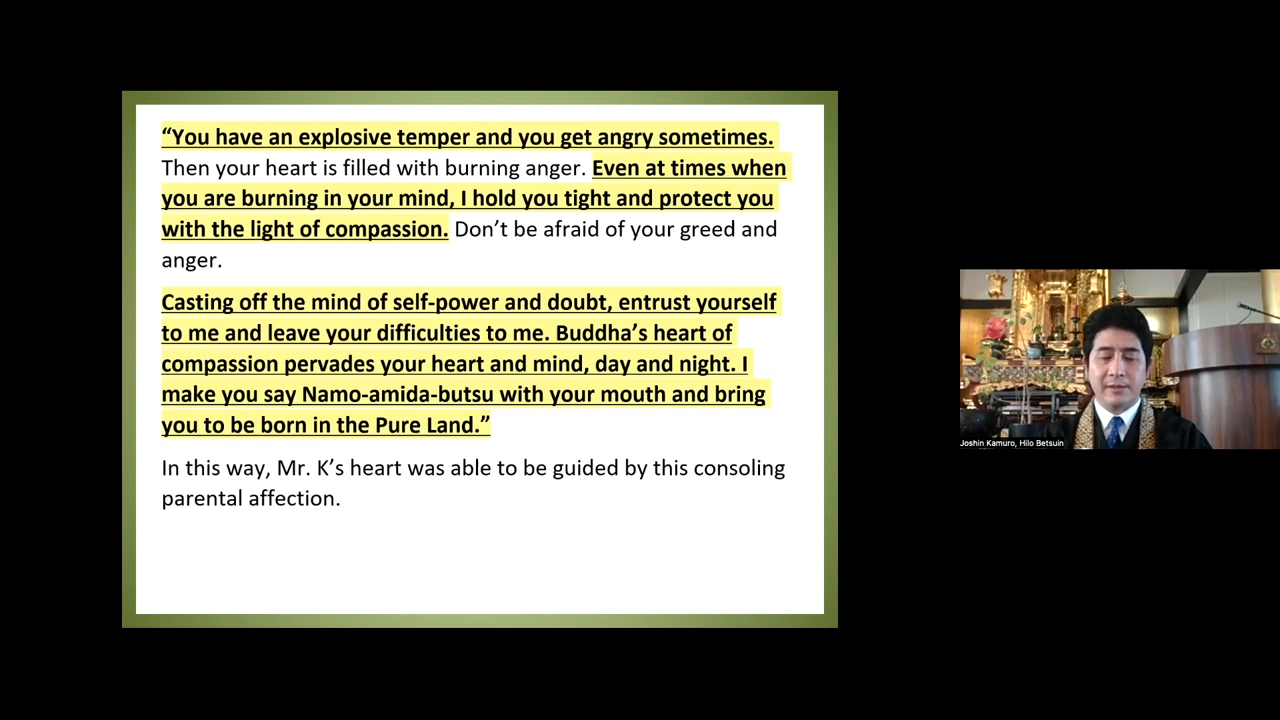 “You have an explosive temper and you get angry sometimes.
Then your heart is filled with burning anger. Even at times when
you are burning in your mind, I hold you tight and protect you
with the light of compassion. Don’t be afraid of your greed and
anger.
Casting off the mind of self-power and doubt, entrust yourself
to me and leave your difficulties to me. Buddha’s heart of
compassion pervades your heart and mind, day and night. I
make you say Namo-amida-butsu with your mouth and bring
you to be born in the Pure Land.”
In this way, Mr. K’s heart was able to be guided by this consoling
parental affection.
Joshin Kamuro, Hilo Betsuin